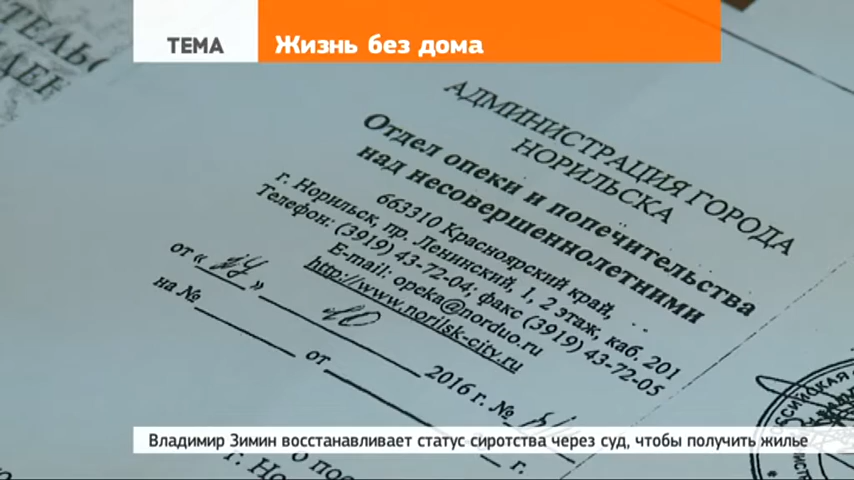 ТЕМА
Жизнь без дома
АДМИНИСТРАЦИЯ ГОРОДА
НОРИЛЬСКА
Отдел опеки и попечительства
над несовершеннолетними
663310 Красноярский край,
г. Норильск, пр. Ленинский, 1, 2 этаж, каб. 201
Телефон: (3919) 43-72-04; факс (3919) 43-72-05
E-mail: opeka@norduo.ru
http://www.norilsk-city.ru
от « » 10 2016 г. №
на № от г.
Владимир Зимин восстанавливает статус сиротства через суд, чтобы получить жилье